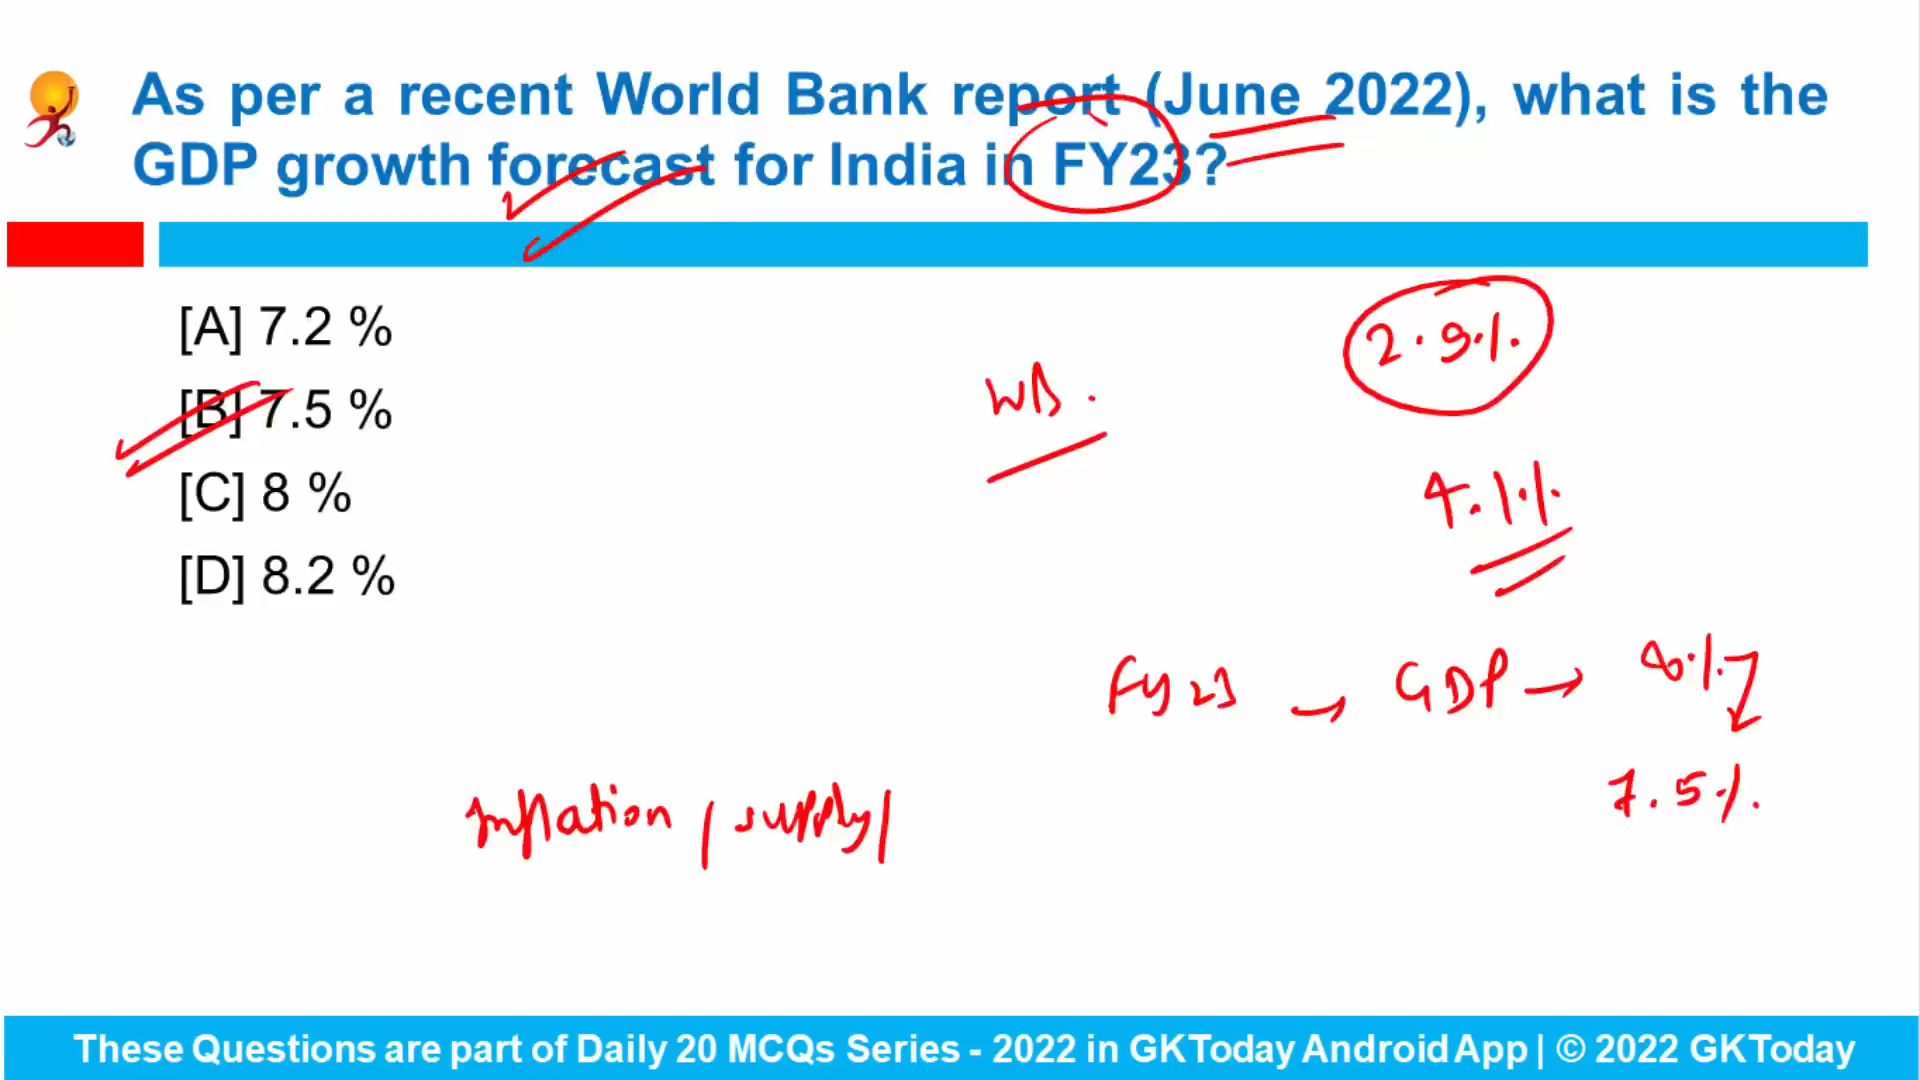 As per a recent World Bank report (June 2022), what is the
GDP growth forecast for India in FY23?
[A] 7.2 %
[B] 7.5 %
[C] 8 %
[D] 8.2 %
2.9%
WB.
4.1%
FY23 → GDP → 8%
7.5%
Inflation / supply /
These Questions are part of Daily 20 MCQs Series - 2022 in GKToday Android App | © 2022 GKToday